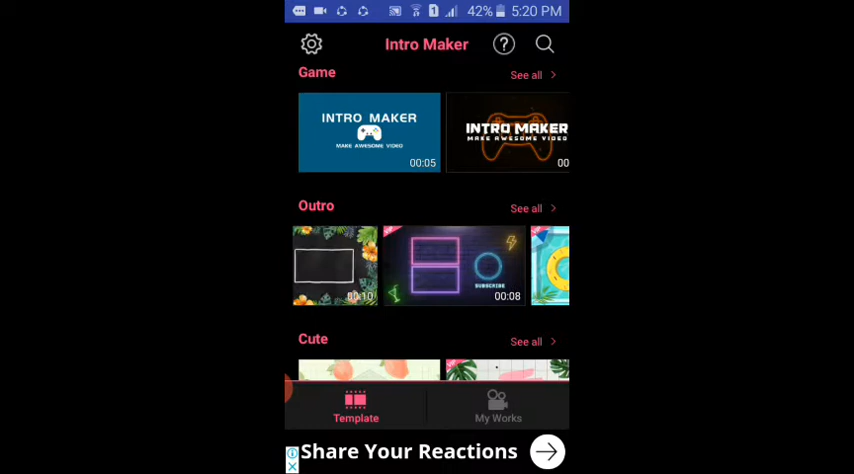 42% 5:20 PM
Intro Maker
Game
See all
INTRO MAKER
MAKE AWESOME VIDEO
00:05
INTRO MAKER
MAKE AWESOME VIDEO
00
Outro
See all
00:10
SUBSCRIBE
00:08
Cute
See all
Template
My Works
Share Your Reactions